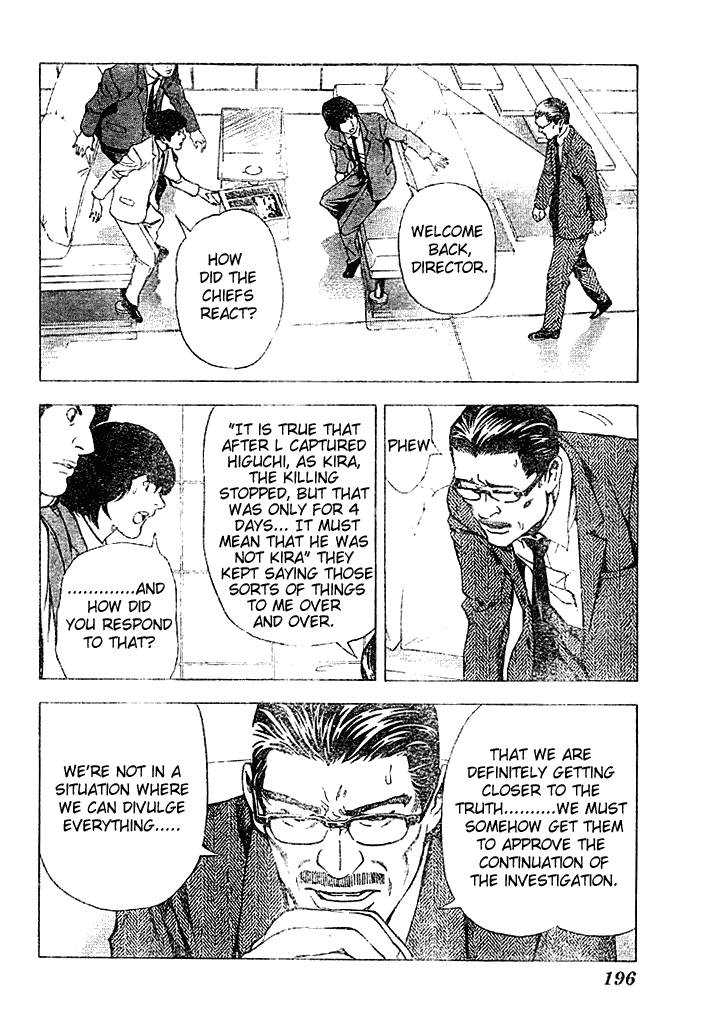 WELCOME
BACK,
DIRECTOR.
HOW
DID THE
CHIEFS
REACT?
PHEW
"IT IS TRUE THAT
AFTER L CAPTURED
HIGUCHI, AS KIRA,
THE KILLING
STOPPED, BUT THAT
WAS ONLY FOR 4
DAYS... IT MUST
MEAN THAT HE WAS
NOT KIRA" THEY
KEPT SAYING THOSE
SORTS OF THINGS
TO ME OVER
AND OVER.
.............AND
HOW DID
YOU RESPOND
TO THAT?
THAT WE ARE
DEFINITELY GETTING
CLOSER TO THE
TRUTH..........WE MUST
SOMEHOW GET THEM
TO APPROVE THE
CONTINUATION OF
THE INVESTIGATION.
WE'RE NOT IN A
SITUATION WHERE
WE CAN DIVULGE
EVERYTHING.....
196